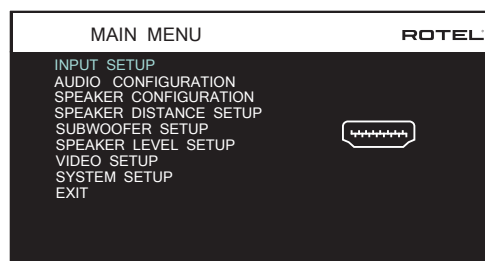 MAIN MENU
ROTEL
INPUT SETUP
AUDIO CONFIGURATION
SPEAKER CONFIGURATION
SPEAKER DISTANCE SETUP
SUBWOOFER SETUP
SPEAKER LEVEL SETUP
VIDEO SETUP
SYSTEM SETUP
EXIT